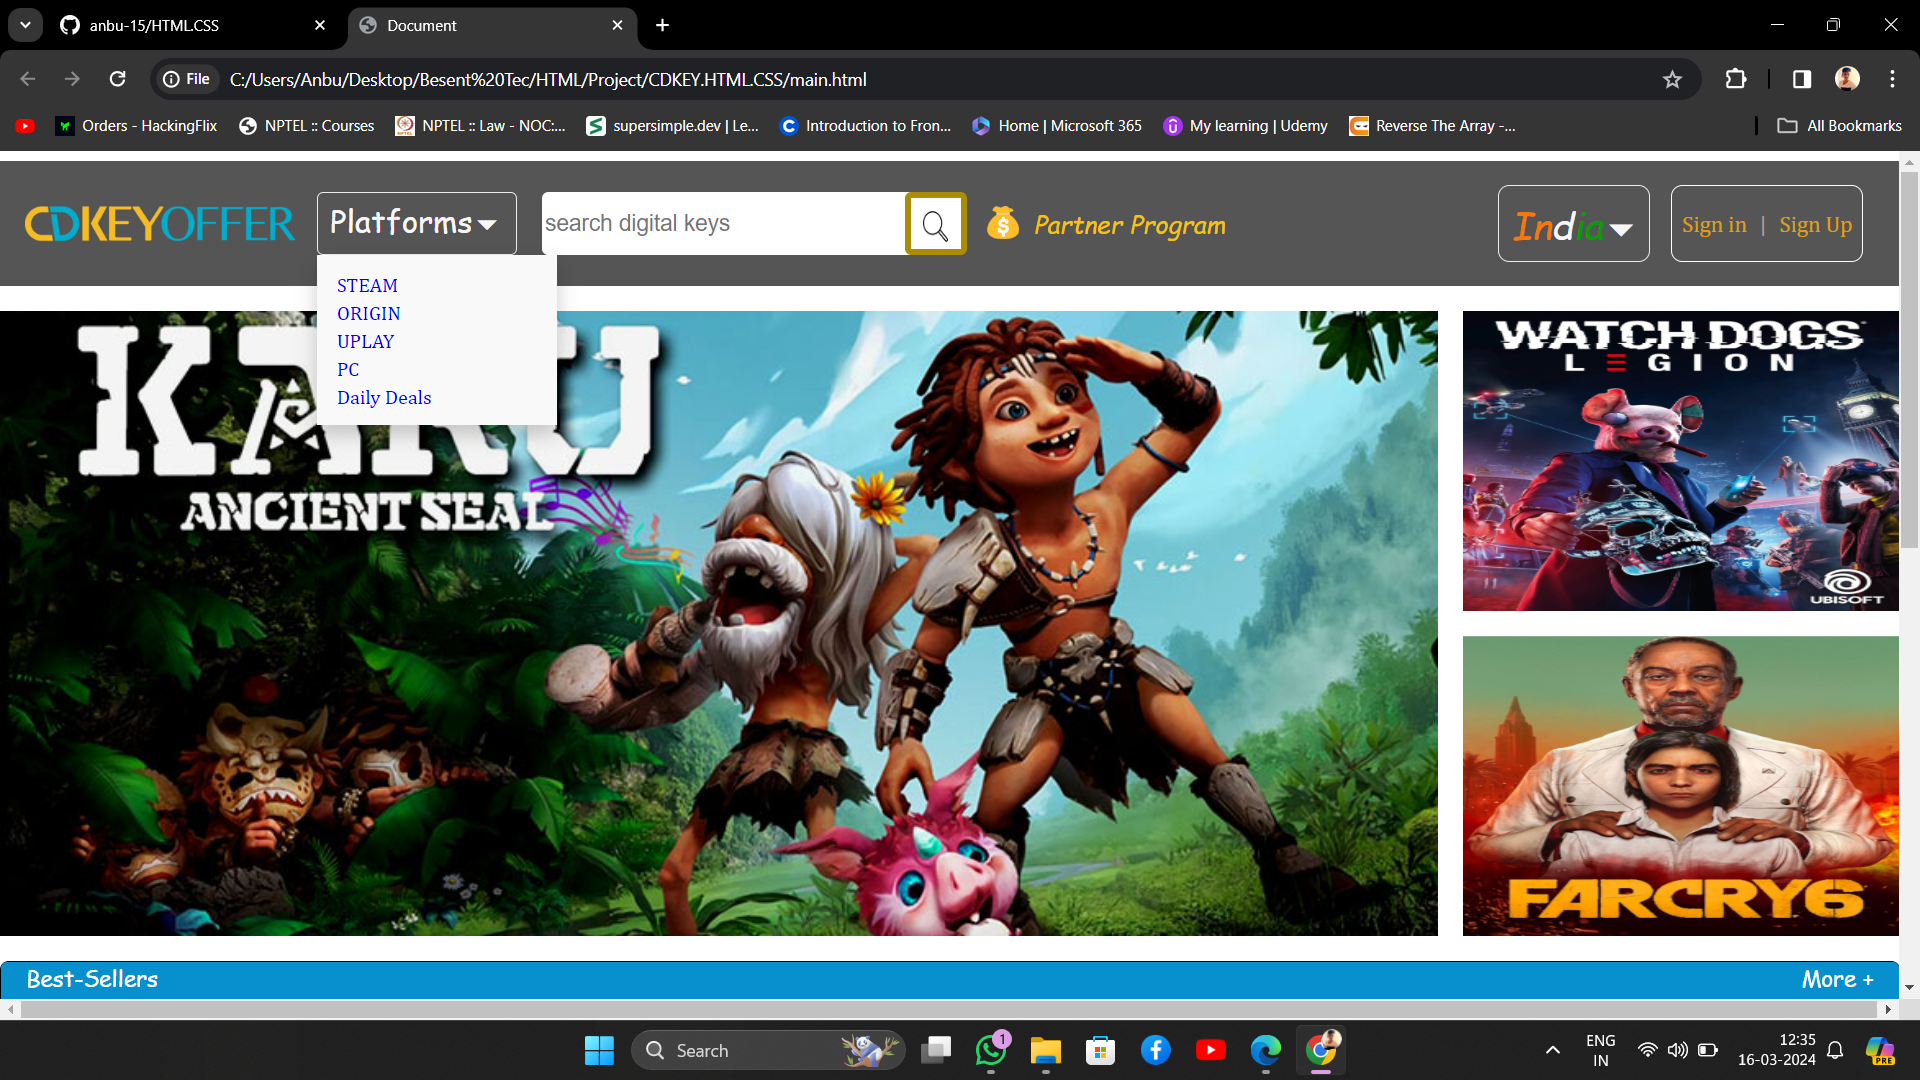 anbu-15/HTML.CSS
Document
File
C:/Users/Anbu/Desktop/Besent%20Tec/HTML/Project/CDKEY.HTML.CSS/main.html
Orders - HackingFlix
NPTEL :: Courses
NPTEL :: Law - NOC:...
supersimple.dev | Le...
Introduction to Fron...
Home | Microsoft 365
My learning | Udemy
Reverse The Array -...
All Bookmarks
CDKEYOFFER
Platforms
search digital keys
Partner Program
India
Sign in | Sign Up
STEAM
ORIGIN
UPLAY
PC
Daily Deals
KARU
ANCIENT SEAL
WATCH DOGS
LEGION
UBISOFT
FARCRY6
Best-Sellers
More +
Search
1
ENG
IN
12:35
16-03-2024
PRE